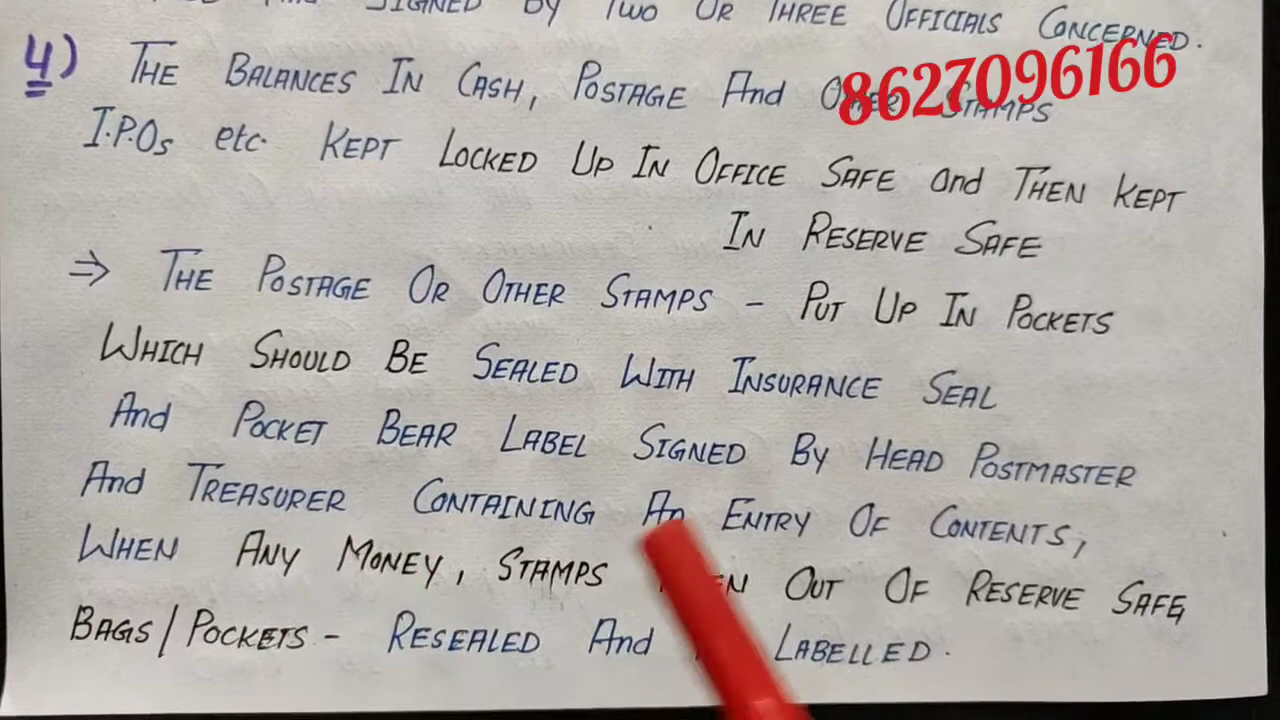 SIGNED BY TWO OR THREE OFFICIALS CONCERNED.
4) THE BALANCES IN CASH, POSTAGE And OTHER STAMPS
8627096166
I.P.Os etc. KEPT LOCKED UP IN OFFICE SAFE and THEN KEPT
IN RESERVE SAFE
⇒ THE POSTAGE OR OTHER STAMPS - PUT UP IN POCKETS
WHICH SHOULD BE SEALED WITH INSURANCE SEAL
And POCKET BEAR LABEL SIGNED BY HEAD POSTMASTER
And TREASURER CONTAINING An ENTRY OF CONTENTS,
WHEN ANY MONEY, STAMPS OUT OF RESERVE SAFE,
BAGS/POCKETS - RESEALED And LABELLED.